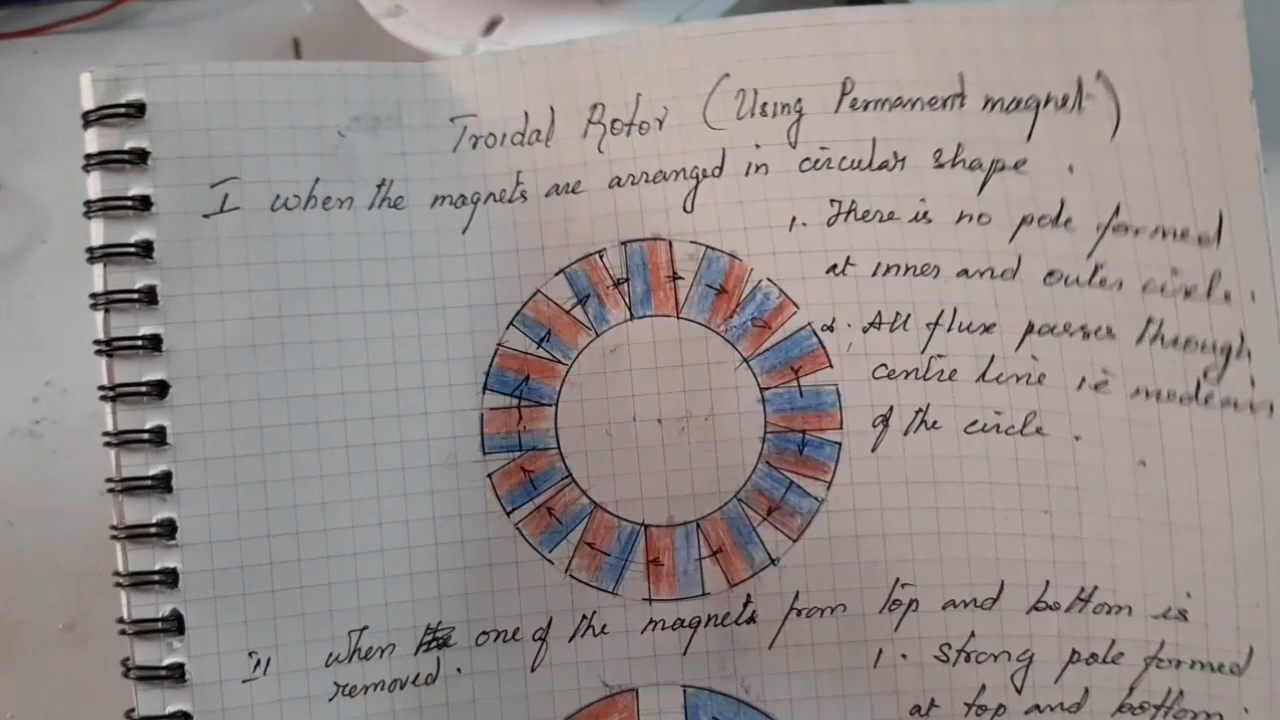 Troidal Rotor (Using Permanent magnet)
I when the magnets are arranged in circular shape.
1. There is no pole formed
at inner and outer circle.
2. All flux passes through
centre line ie medain
of the circle.
II when one of the magnets from top and bottom is
removed.
1. strong pole formed
at top and bottom.